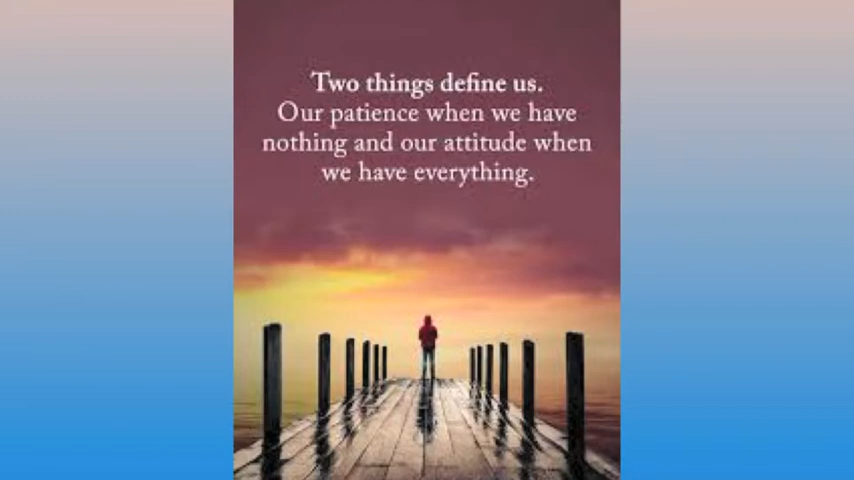 Two things define us.
Our patience when we have
nothing and our attitude when
we have everything.